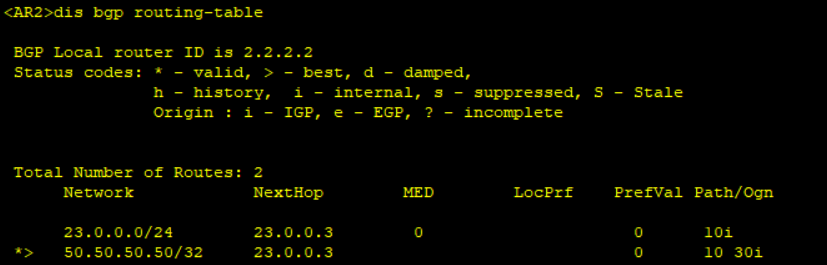 <AR2>dis bgp routing-table
BGP Local router ID is 2.2.2.2
Status codes: * - valid, > - best, d - damped,
h - history, i - internal, s - suppressed, S - Stale
Origin : i - IGP, e - EGP, ? - incomplete
Total Number of Routes: 2
Network NextHop MED LocPrf PrefVal Path/Ogn
23.0.0.0/24 23.0.0.3 0 0 10i
*> 50.50.50.50/32 23.0.0.3 0 10 30i